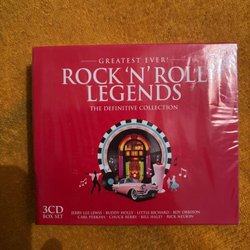 GREATEST EVER!
ROCK 'N' ROLL
LEGENDS
THE DEFINITIVE COLLECTION
JERRY LEE LEWIS · BUDDY HOLLY · LITTLE RICHARD · ROY ORBISON
CARL PERKINS · CHUCK BERRY · BILL HALEY · RICK NELSON
3CD
BOX SET